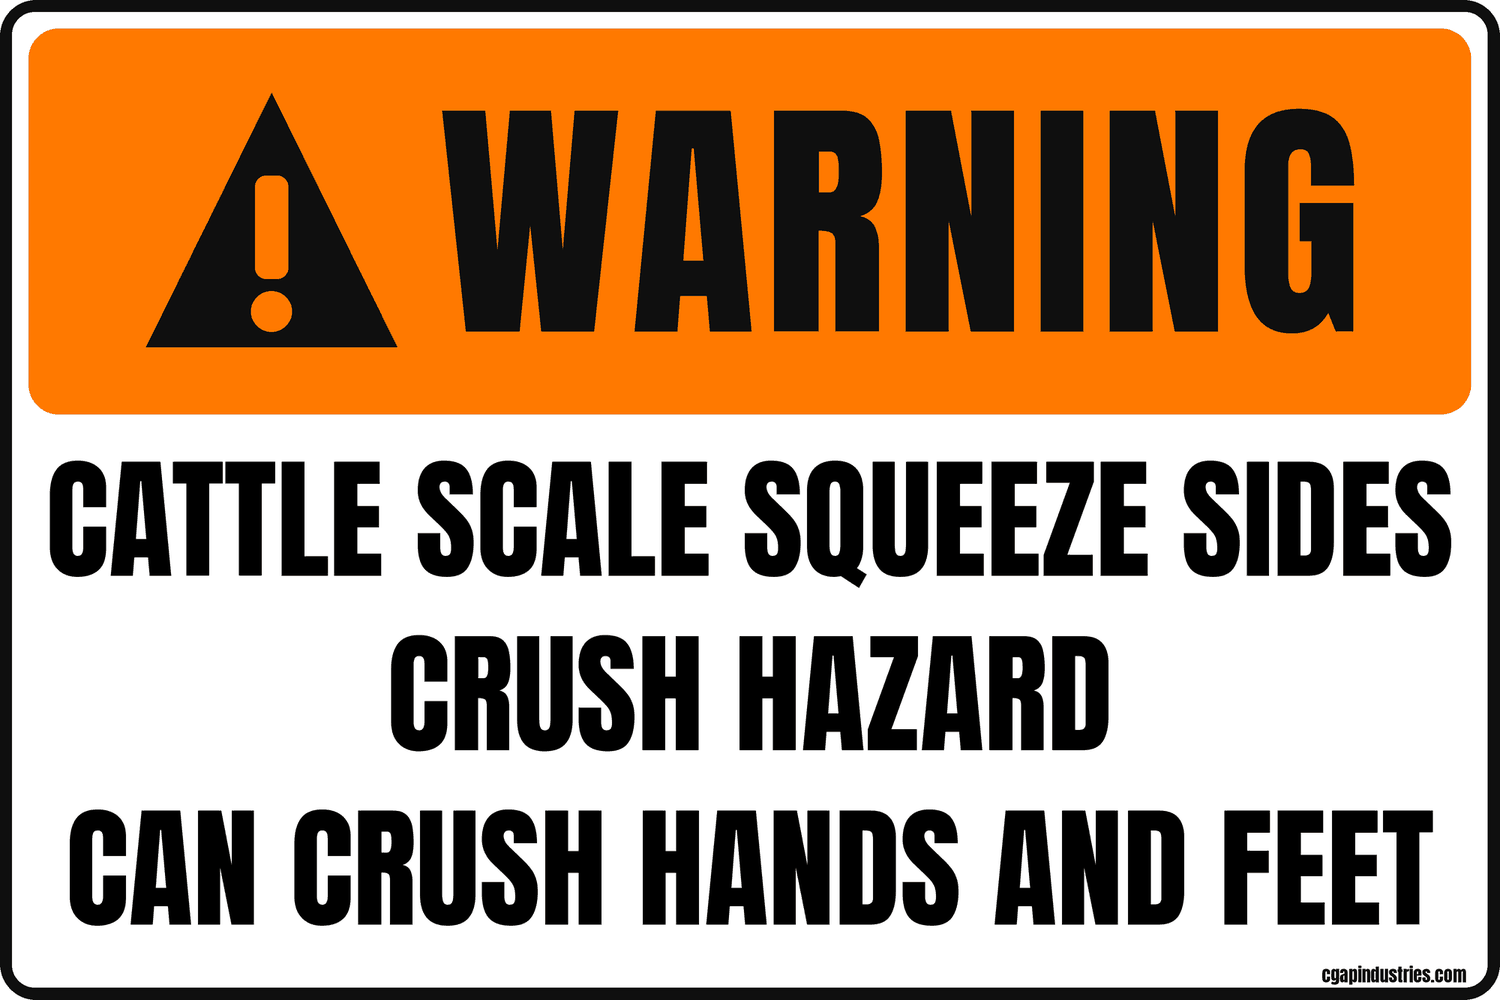 WARNING
CATTLE SCALE SQUEEZE SIDES
CRUSH HAZARD
CAN CRUSH HANDS AND FEET
cgapindustries.com